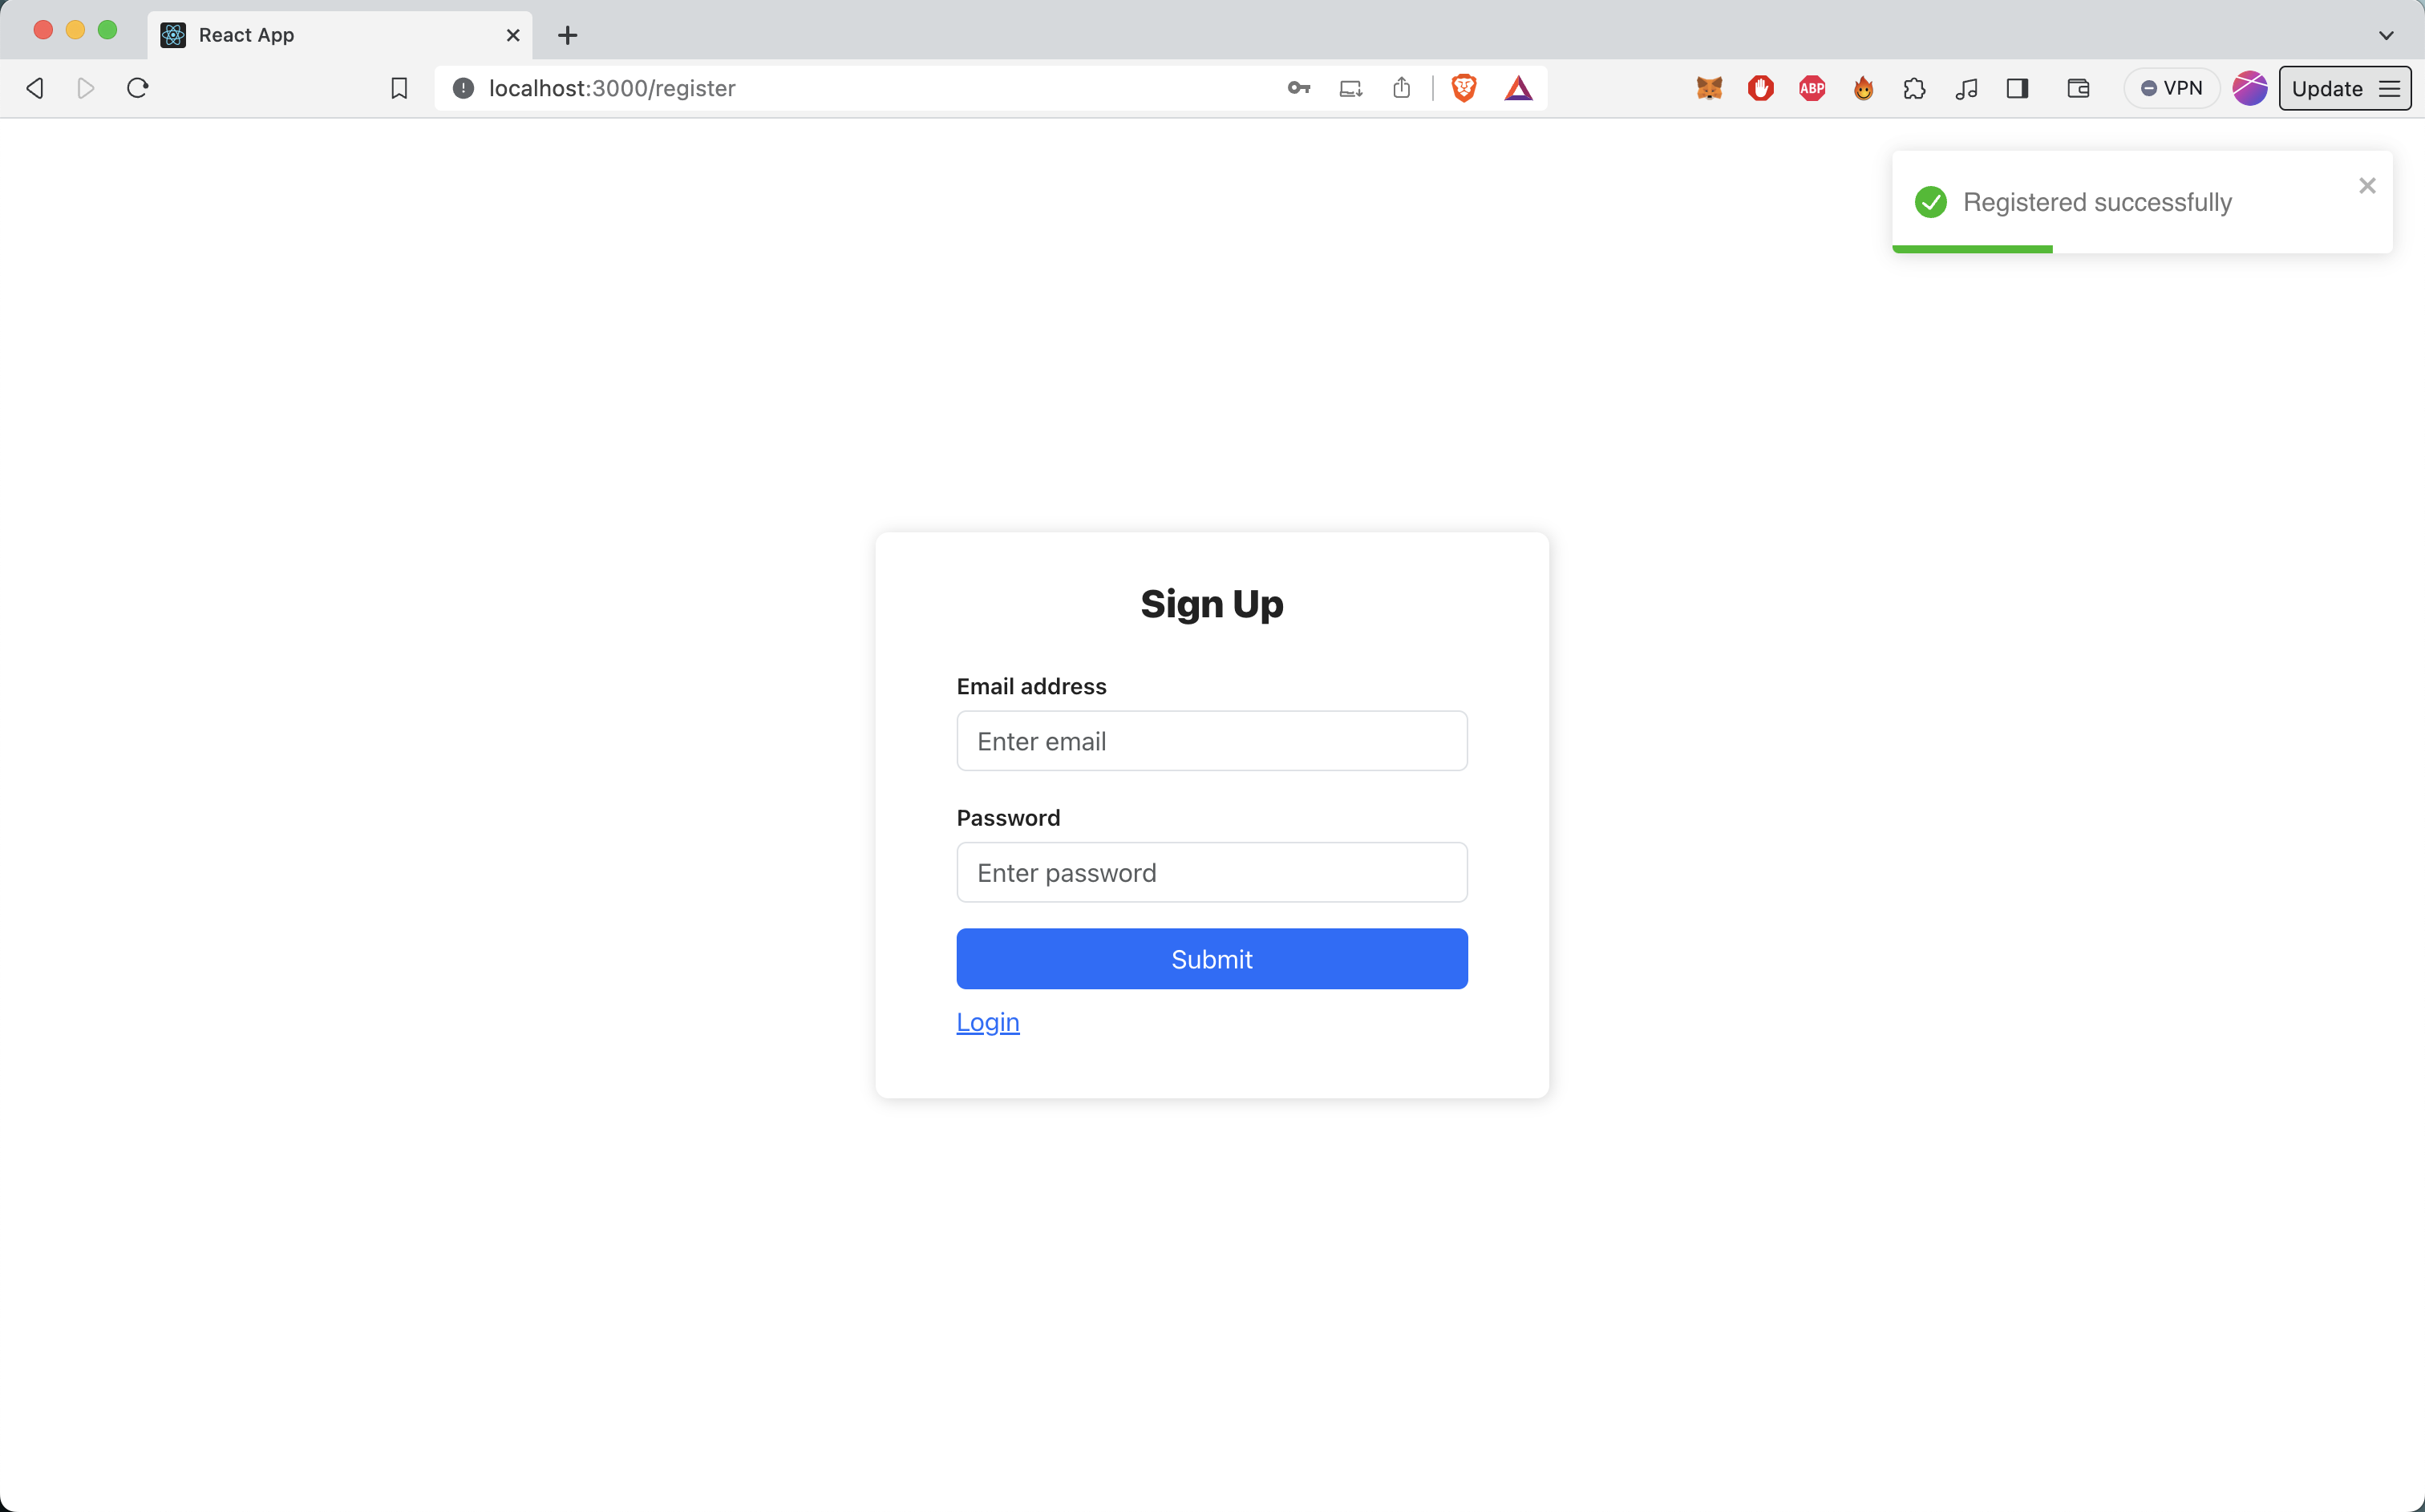 React App
localhost:3000/register
ABP
VPN
Update
Registered successfully
Sign Up
Email address
Enter email
Password
Enter password
Submit
Login